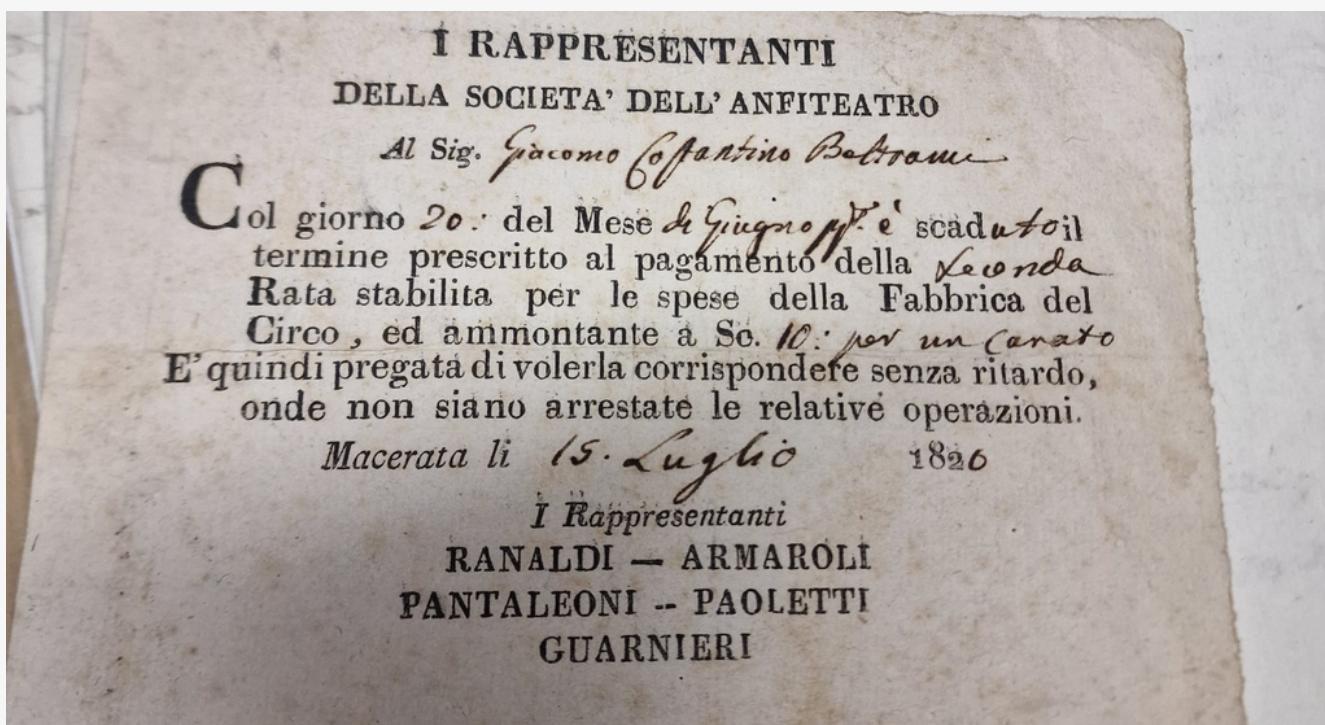 I RAPPRESENTANTI
DELLA SOCIETA' DELL' ANFITEATRO
Al Sig. Giacomo Costantino Beltrami
Col giorno 20: del Mese di Giugno pp.° è scaduto il
termine prescritto al pagamento della Seconda
Rata stabilita per le spese della Fabbrica del
Circo, ed ammontante a Sc. 10: per un Carato
E' quindi pregata di volerla corrispondere senza ritardo,
onde non siano arrestate le relative operazioni.
Macerata li 15. Luglio 1820
I Rappresentanti
RANALDI — ARMAROLI
PANTALEONI -- PAOLETTI
GUARNIERI